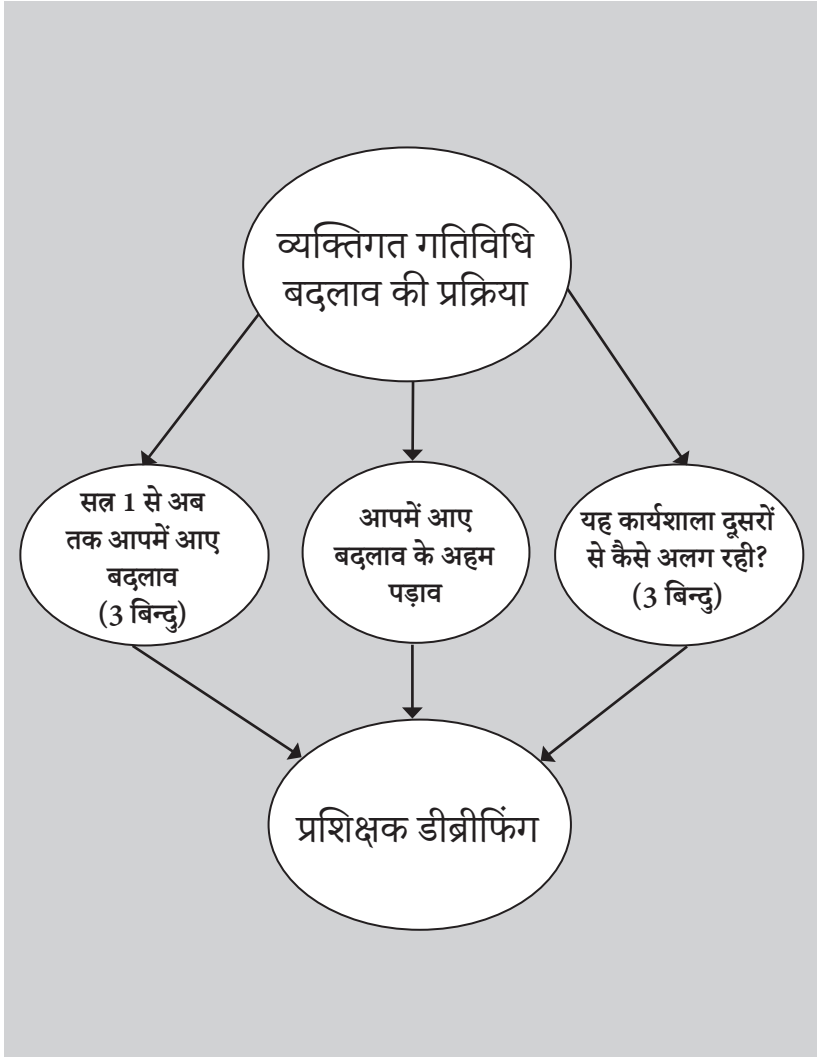 व्यक्तिगत गतिविधि
बदलाव की प्रक्रिया
सत्र 1 से अब
तक आपमें आए
बदलाव
(3 बिन्दु)
आपमें आए
बदलाव के अहम
पड़ाव
यह कार्यशाला दूसरों
से कैसे अलग रही?
(3 बिन्दु)
प्रशिक्षक डीब्रीफिंग